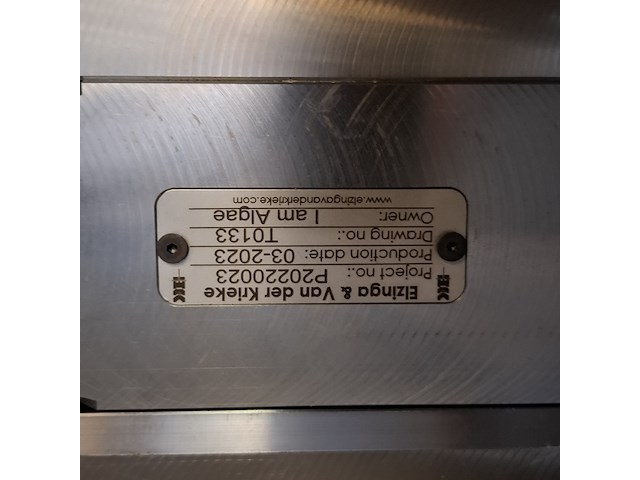 Elzinga & Van der Krieke
Project no.: P20220023
Production date: 03-2023
Drawing no.: T0133
Owner: I am Algae
www.elzingavanderkrieke.com